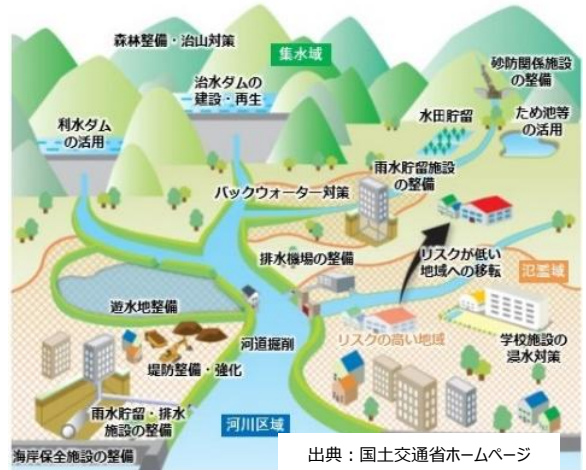 森林整備・治山対策
集水域
砂防関係施設
の整備
治水ダムの
建設・再生
利水ダム
の活用
水田貯留
ため池等
の活用
雨水貯留施設
の整備
バックウォーター対策
排水機場の整備
リスクが低い
地域への移転
氾濫域
遊水地整備
河道掘削
リスクの高い地域
学校施設の
浸水対策
堤防整備・強化
雨水貯留・排水
施設の整備
河川区域
海岸保全施設の整備
出典：国土交通省ホームページ